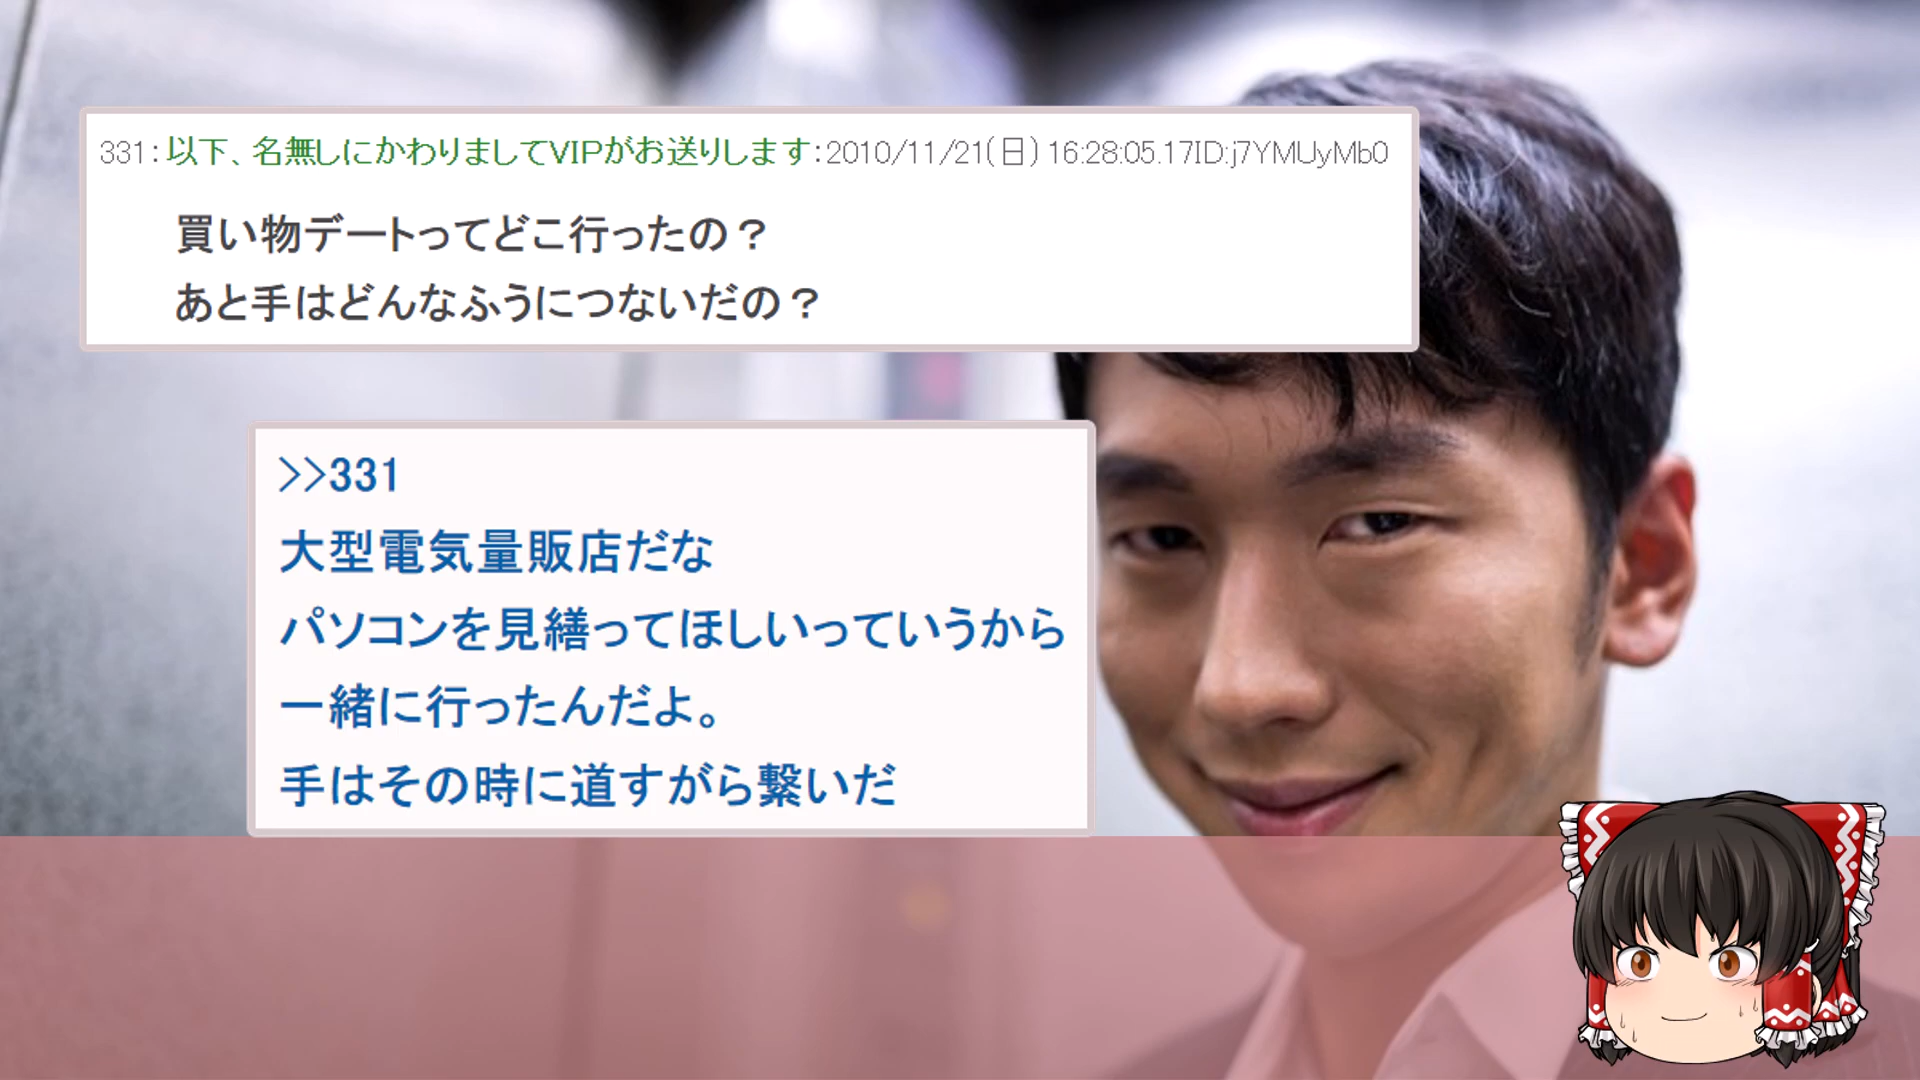 331：以下、名無しにかわりましてVIPがお送りします：2010/11/21(日) 16:28:05.17ID:j7YMUyMb0
買い物デートってどこ行ったの？
あと手はどんなふうにつないだの？
>>331
大型電気量販店だな
パソコンを見繕ってほしいっていうから
一緒に行ったんだよ。
手はその時に道すがら繋いだ